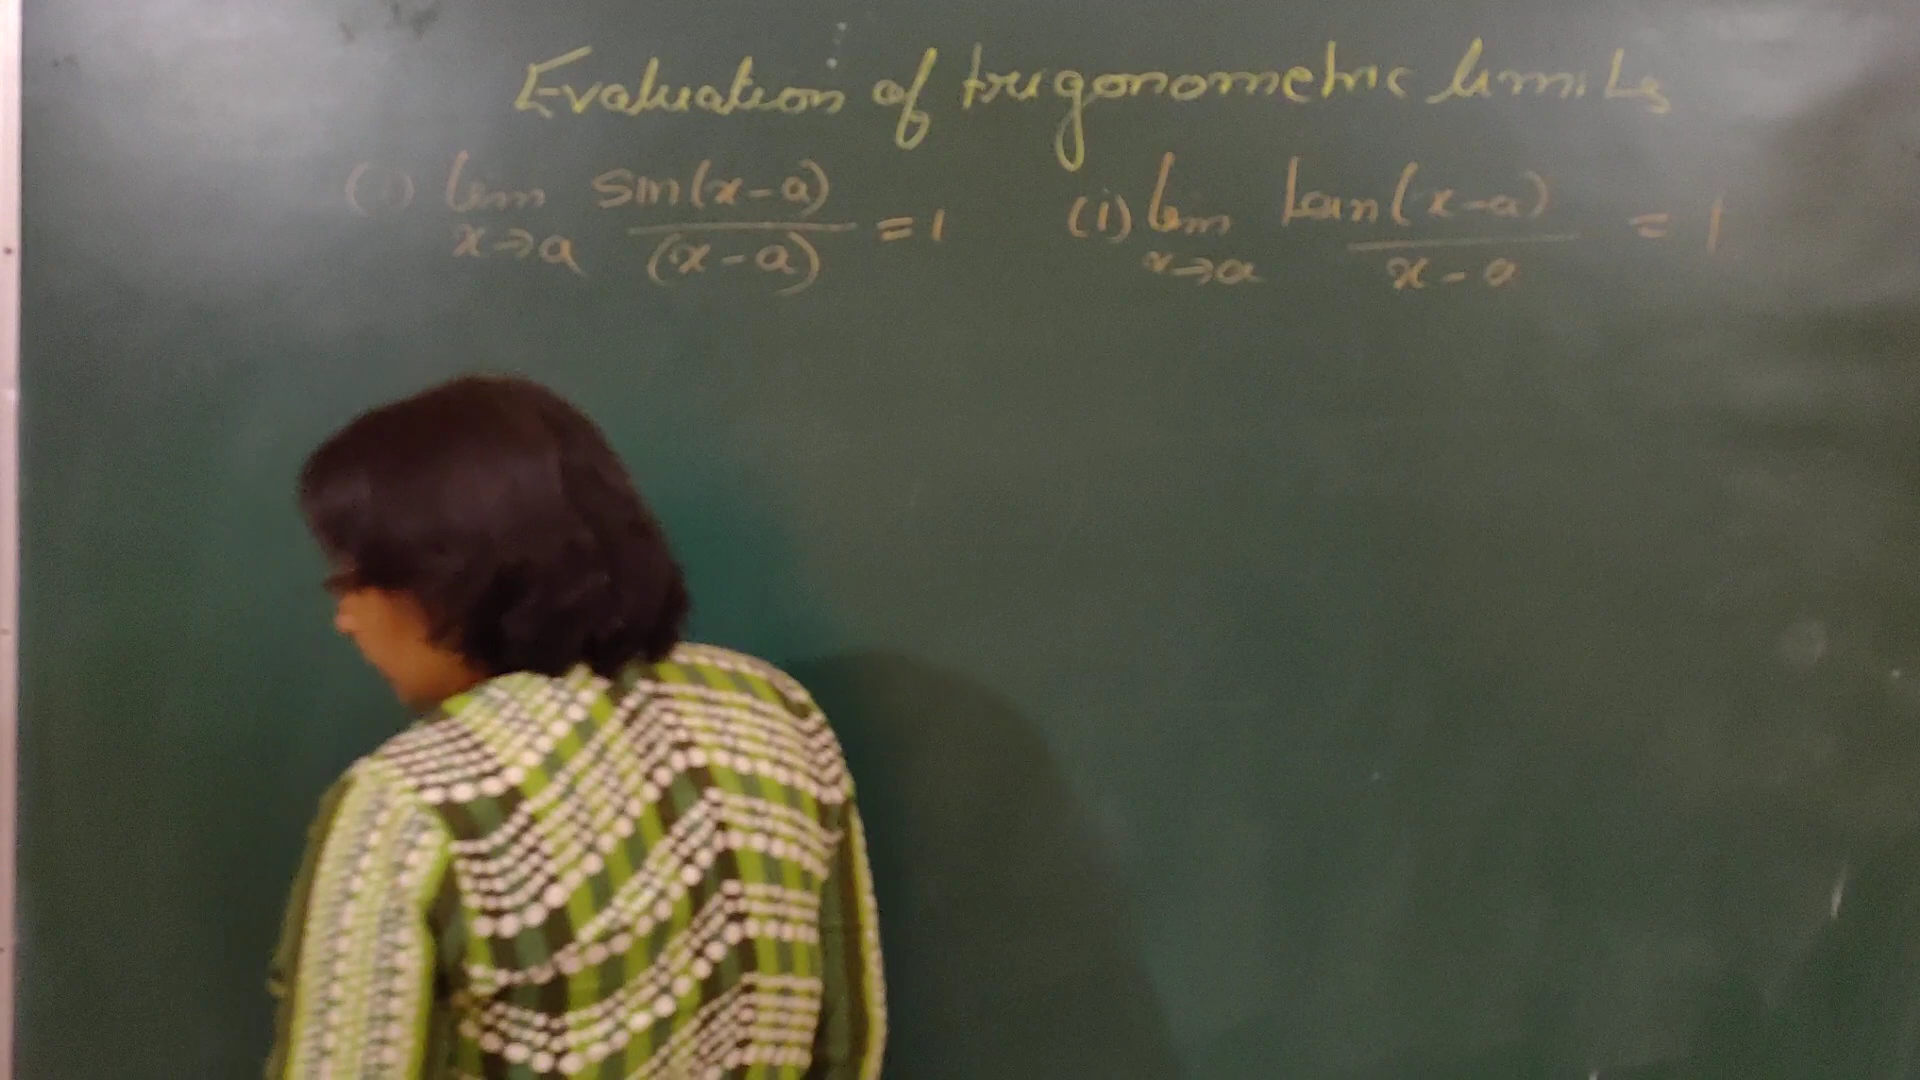 Evaluation of trigonometric limits
(i) lim x→a sin(x-a)/(x-a) = 1
(i) lim x→a tan(x-a)/x-a = 1